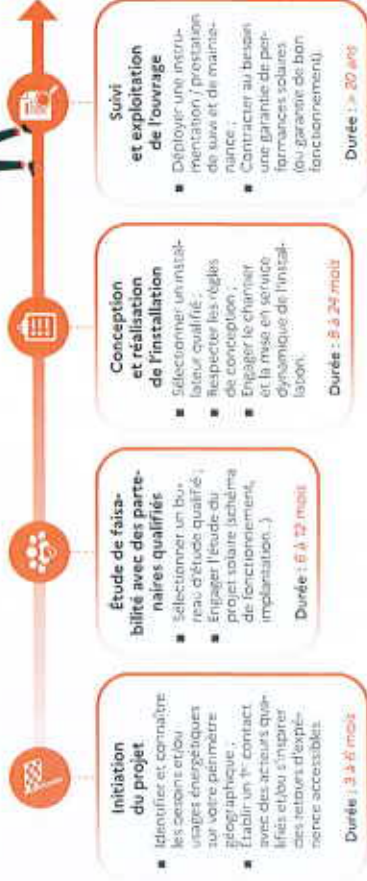 Initiation
du projet
■ Identifier et connaître
les besoins et/ou
usages énergétiques
sur votre périmètre
géographique ;
■ Établir un 1er contact
avec des acteurs qua-
lifiés et/ou s'inspirer
des retours d'expé-
rience accessibles.
Durée : 3 à 6 mois
Étude de faisa-
bilité avec des parte-
naires qualifiés
■ Sélectionner un bu-
reau d'étude qualifié ;
■ Engager l'étude du
projet solaire (schéma
de fonctionnement,
implantation...)
Durée : 6 à 12 mois
Conception
et réalisation
de l'installation
■ Sélectionner un instal-
lateur qualifié ;
■ Respecter les règles
de conception ;
■ Engager le chantier
et la mise en service
dynamique de l'instal-
lation.
Durée : 8 à 24 mois
Suivi
et exploitation
de l'ouvrage
■ Déployer une instru-
mentation / prestation
de suivi et de mainte-
nance ;
■ Contracter au besoin
une garantie de per-
formances solaires
(ou garantie de bon
fonctionnement).
Durée : > 20 ans